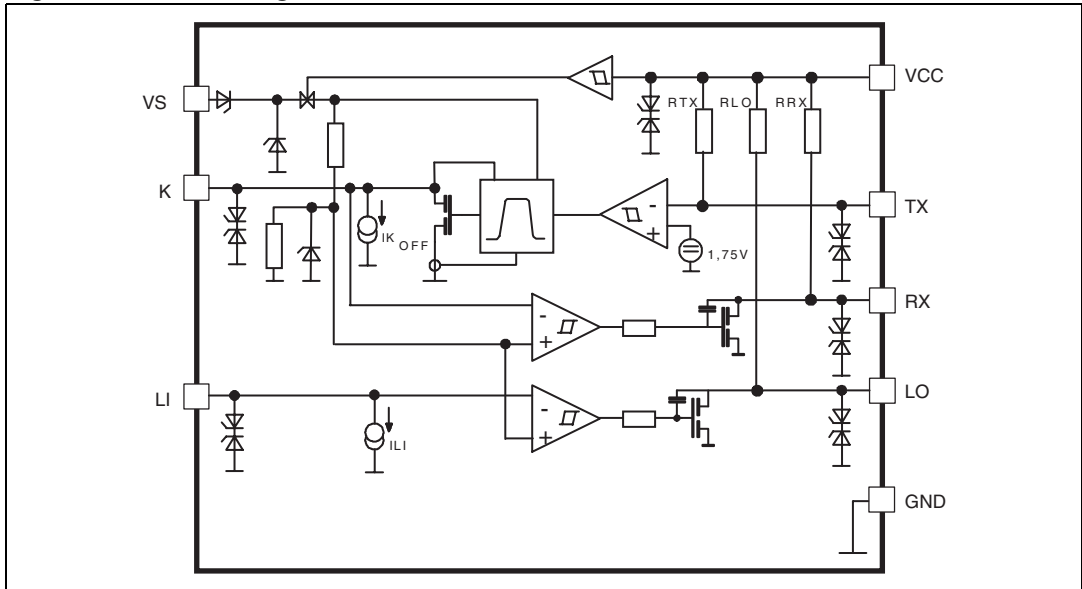 VCC
VS
RTX RLO RRX
K
TX
-
+
IK OFF
1,75V
RX
-
+
LI
LO
-
+
ILI
GND